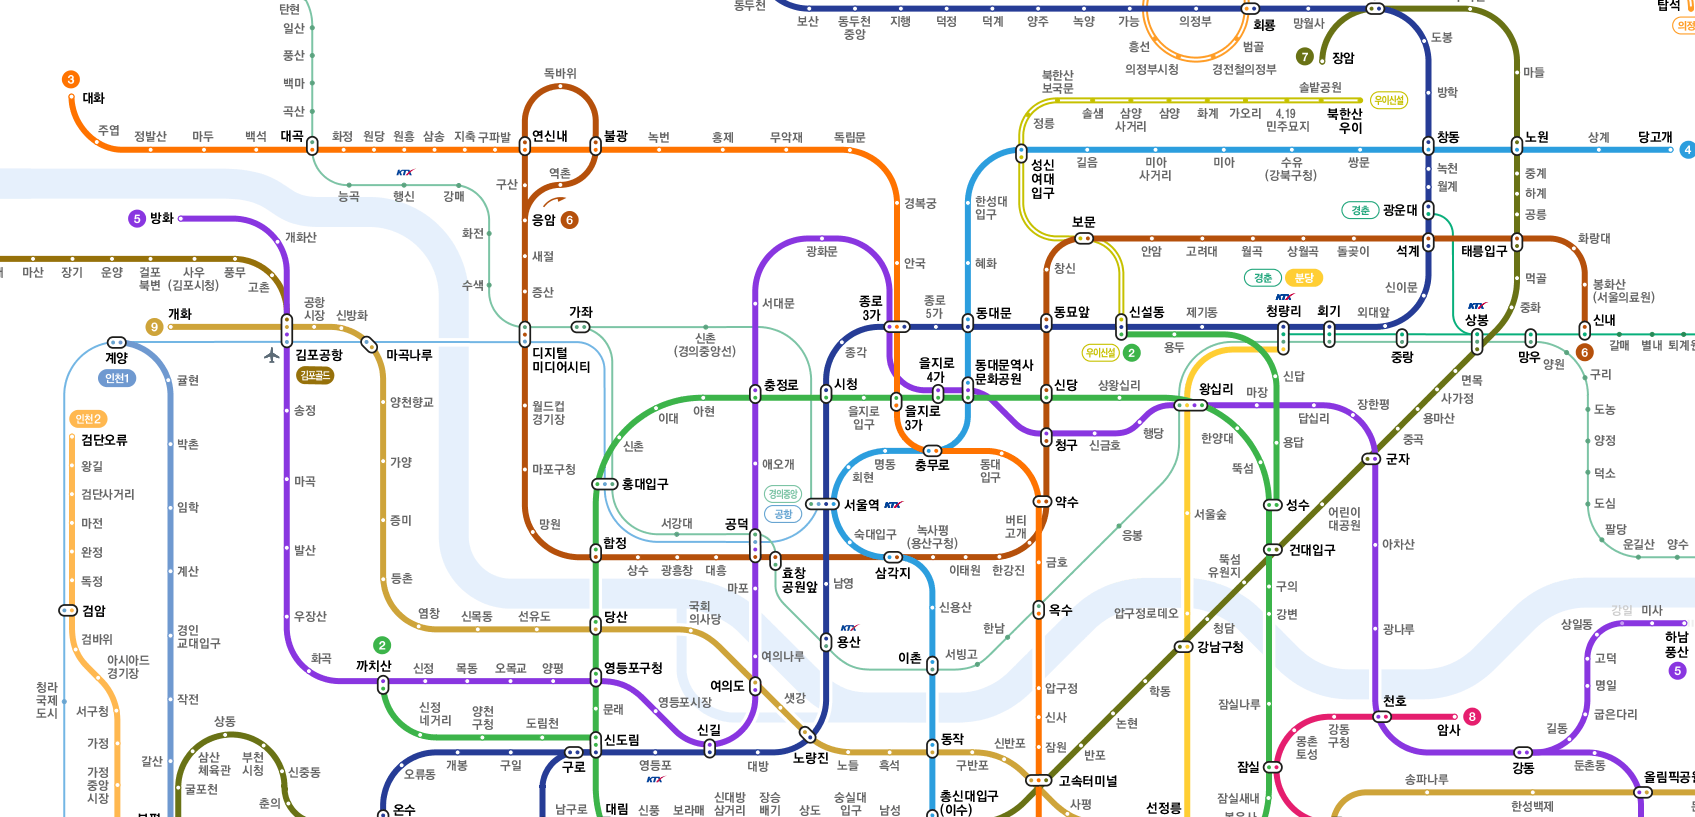 탄현
일산
풍산
백마
곡산
동두천
보산
동두천
중앙
지행
덕정
덕계
양주
녹양
가능
의정부
회룡
망월사
도봉
탑석
흥선
의정부시청
범골
경전철의정부
7
장암
마들
3
대화
주엽
정발산
마두
백석
대곡
화정
원당
원흥
삼송
지축
구파발
연신내
독바위
불광
녹번
홍제
무악재
독립문
북한산
보국문
정릉
솔샘
삼양
사거리
삼양
화계
가오리
4.19
민주묘지
솔밭공원
북한산
우이
우이신설
방학
창동
노원
상계
당고개
4
성신
여대
입구
길음
미아
사거리
미아
수유
(강북구청)
쌍문
녹천
월계
중계
하계
공릉
능곡
KTX
행신
강매
구산
역촌
응암
6
화전
수색
새절
증산
경복궁
안국
한성대
입구
혜화
보문
창신
안암
고려대
월곡
상월곡
돌곶이
경춘
광운대
석계
태릉입구
화랑대
봉화산
(서울의료원)
먹골
중화
신이문
5
방화
개화산
마산
장기
운양
걸포
북변
사우
(김포시청)
풍무
고촌
9
개화
공항
시장
신방화
계양
인천1
김포공항
김포골드
마곡나루
디지털
미디어시티
가좌
신촌
(경의중앙선)
광화문
서대문
종로
3가
종로
5가
종각
동대문
동묘앞
신설동
우이신설
2
제기동
경춘
분당
KTX
청량리
회기
외대앞
중랑
KTX
상봉
망우
신내
6
갈매
별내
퇴계원
양원
구리
도농
양정
덕소
도심
팔당
운길산
양수
용두
신답
용답
귤현
박촌
임학
계산
경인
교대입구
작전
갈산
송정
마곡
발산
우장산
화곡
양천향교
가양
증미
등촌
염창
신목동
선유도
월드컵
경기장
마포구청
망원
이대
아현
신촌
홍대입구
충정로
시청
을지로
입구
을지로
3가
을지로
4가
동대문역사
문화공원
신당
상왕십리
왕십리
마장
답십리
장한평
면목
사가정
용마산
중곡
군자
애오개
공덕
명동
회현
충무로
동대
입구
청구
신금호
행당
한양대
뚝섬
성수
어린이
대공원
건대입구
경의중앙
공항
서울역
KTX
숙대입구
녹사평
(용산구청)
삼각지
이태원
한강진
버티
고개
약수
응봉
서울숲
아차산
광나루
구의
강변
인천2
검단오류
왕길
검단사거리
마전
완정
독정
검암
검바위
아시아드
경기장
서구청
가정
가정
중앙
시장
청라
국제
도시
합정
서강대
상수
광흥창
대흥
효창
공원앞
마포
남영
KTX
용산
신용산
이촌
서빙고
한남
금호
옥수
압구정
신사
잠원
뚝섬
유원지
압구정로데오
청담
강남구청
학동
논현
반포
고속터미널
사평
선정릉
잠실나루
잠실
잠실새내
몽촌
토성
강동
구청
8
암사
천호
강동
길동
굽은다리
명일
고덕
상일동
강일
미사
하남
풍산
5
둔촌동
송파나루
한성백제
2
까치산
신정
목동
오목교
양평
당산
국회
의사당
영등포구청
문래
신도림
신정
네거리
양천
구청
도림천
영등포시장
여의도
여의나루
샛강
신길
노량진
대방
영등포
KTX
구로
구일
개봉
오류동
온수
남구로
대림
신풍
보라매
신대방
삼거리
장승
배기
상도
숭실대
입구
남성
노들
흑석
동작
구반포
신반포
총신대입구
(이수)
상동
삼산
체육관
부천
시청
신중동
춘의
굴포천